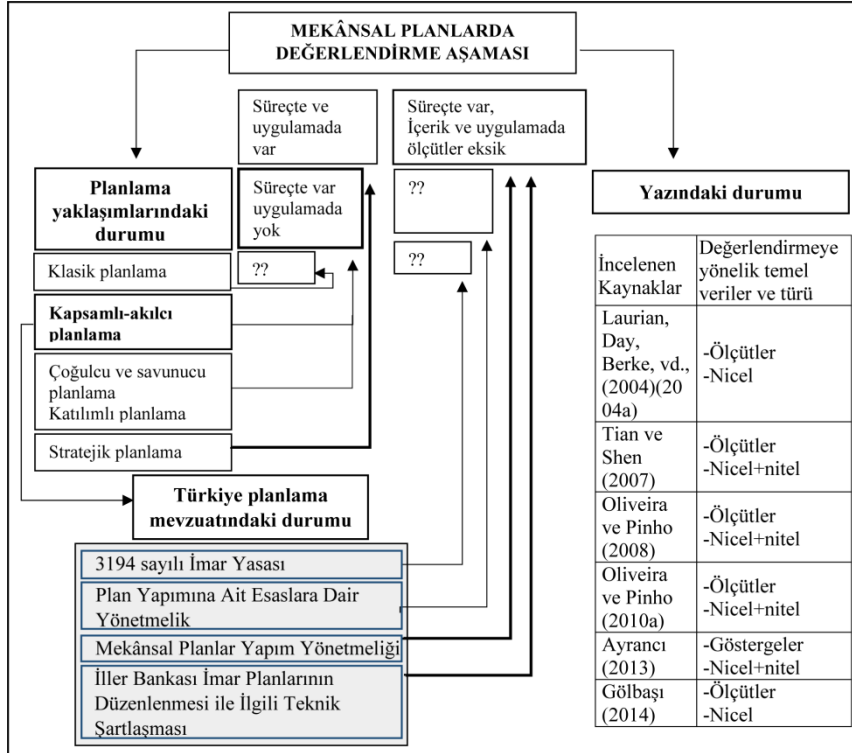 MEKÂNSAL PLANLARDA
DEĞERLENDİRME AŞAMASI
Süreçte ve
uygulamada
var
Süreçte var,
İçerik ve uygulamada
ölçütler eksik
Planlama
yaklaşımlarındaki
durumu
Süreçte var
uygulamada
yok
??
Yazındaki durumu
Klasik planlama
??
??
Kapsamlı-akılcı
planlama
Çoğulcu ve savunucu
planlama
Katılımlı planlama
Stratejik planlama
Türkiye planlama
mevzuatındaki durumu
3194 sayılı İmar Yasası
Plan Yapımına Ait Esaslara Dair
Yönetmelik
Mekânsal Planlar Yapım Yönetmeliği
İller Bankası İmar Planlarının
Düzenlenmesi ile İlgili Teknik
Şartlaşması
İncelenen
Kaynaklar
Değerlendirmeye
yönelik temel
veriler ve türü
Laurian,
Day,
Berke, vd.,
(2004)(20
04a)
-Ölçütler
-Nicel
Tian ve
Shen
(2007)
-Ölçütler
-Nicel+nitel
Oliveira
ve Pinho
(2008)
-Ölçütler
-Nicel+nitel
Oliveira
ve Pinho
(2010a)
-Ölçütler
-Nicel+nitel
Ayrancı
(2013)
-Göstergeler
-Nicel+nitel
Gölbaşı
(2014)
-Ölçütler
-Nicel